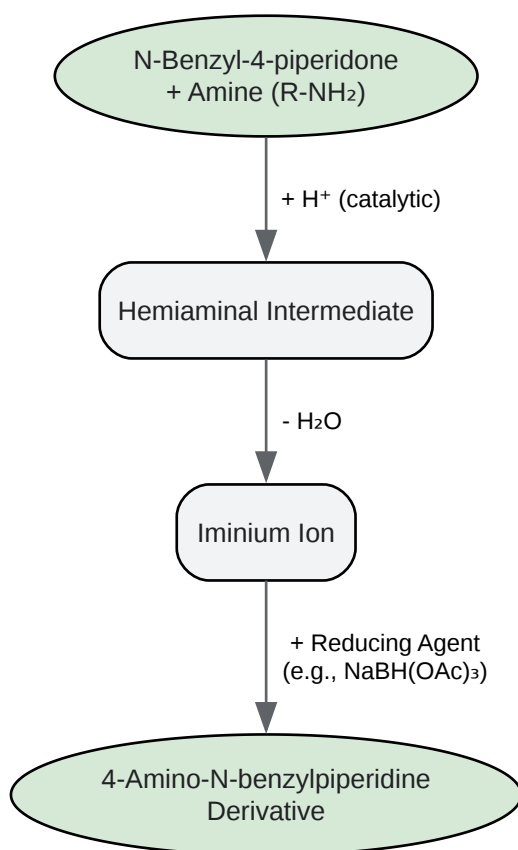 N-Benzyl-4-piperidone
+ Amine (R-NH₂)
+ H⁺ (catalytic)
Hemiaminal Intermediate
- H₂O
Iminium Ion
+ Reducing Agent
(e.g., NaBH(OAc)₃)
4-Amino-N-benzylpiperidine
Derivative